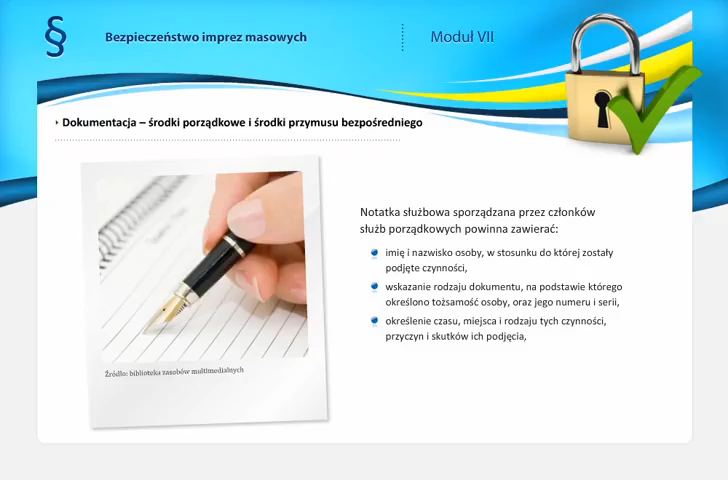 §
Bezpieczeństwo imprez masowych
Moduł VII
Dokumentacja – środki porządkowe i środki przymusu bezpośredniego
Notatka służbowa sporządzana przez członków
służb porządkowych powinna zawierać:
imię i nazwisko osoby, w stosunku do której zostały
podjęte czynności,
wskazanie rodzaju dokumentu, na podstawie którego
określono tożsamość osoby, oraz jego numeru i serii,
określenie czasu, miejsca i rodzaju tych czynności,
przyczyn i skutków ich podjęcia,
Źródło: biblioteka zasobów multimedialnych